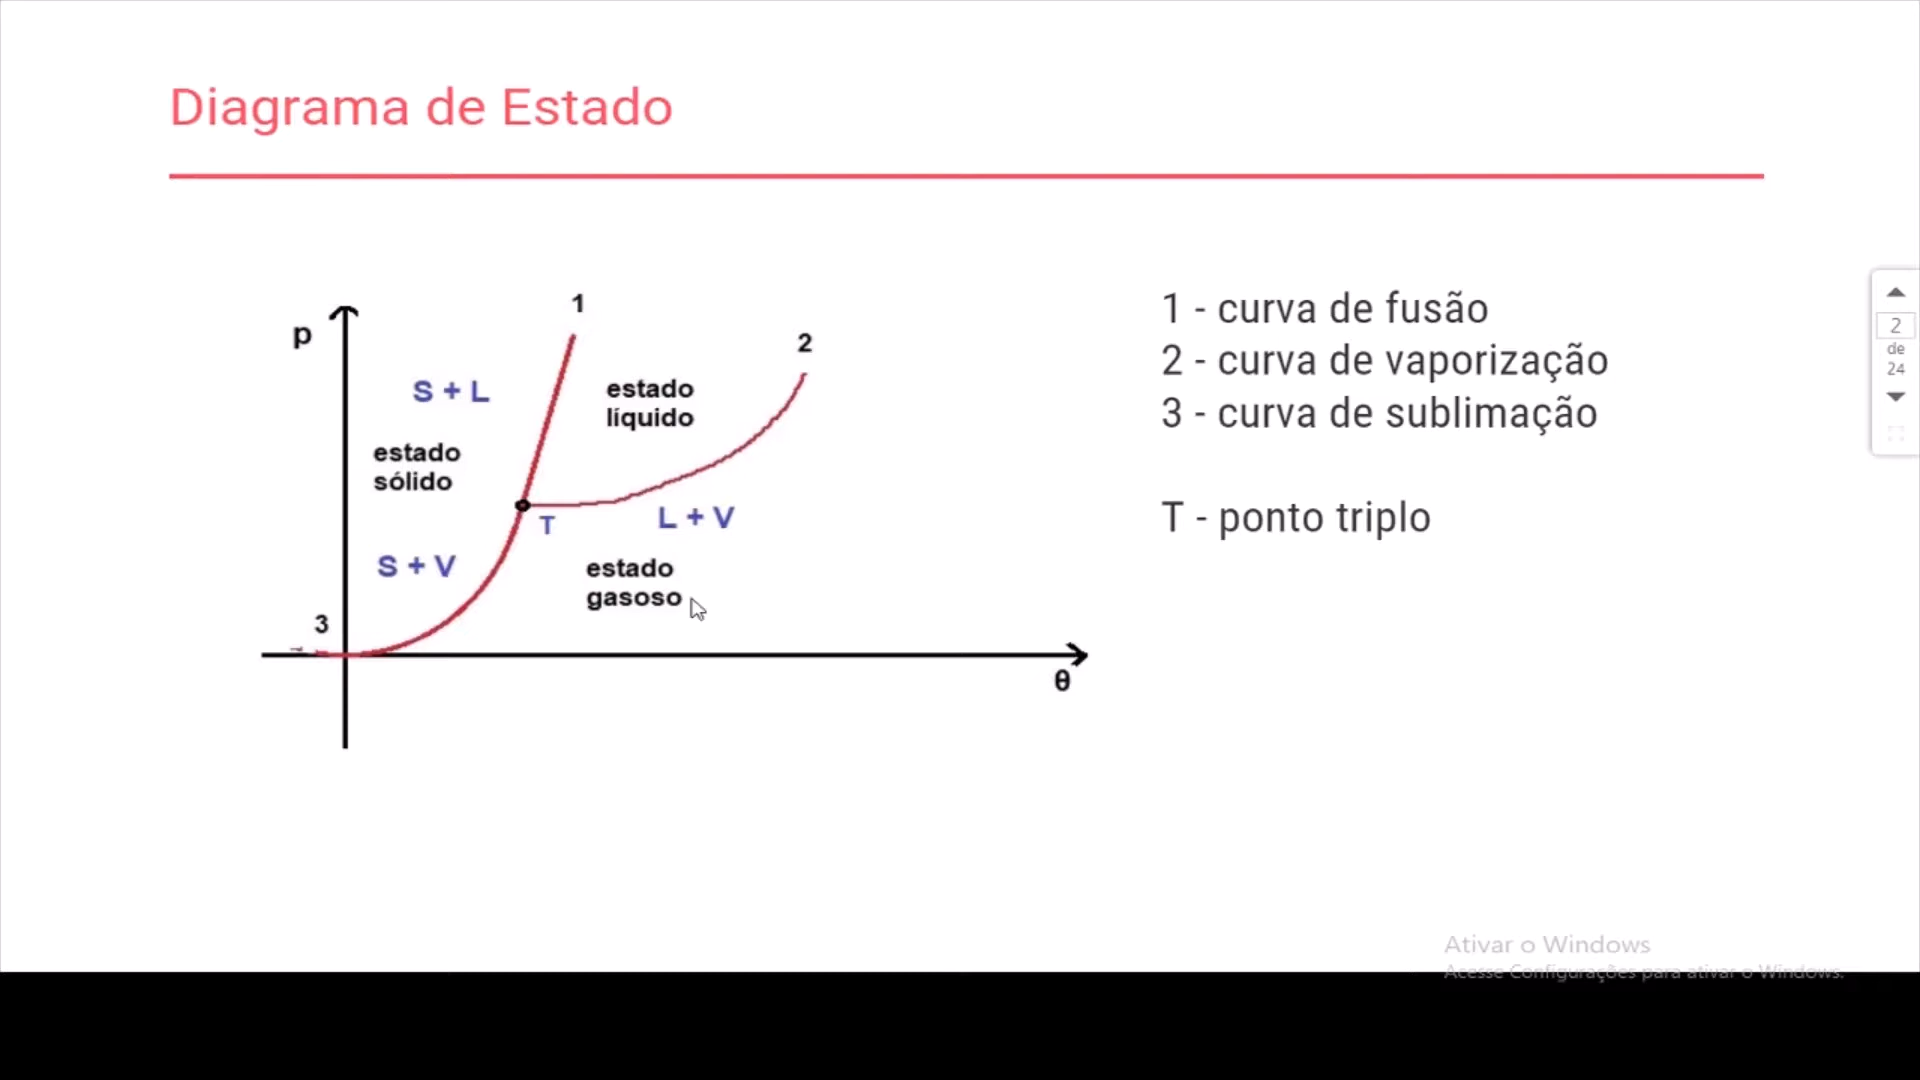 Diagrama de Estado
p
1
2
S + L
estado
líquido
estado
sólido
T
L + V
S + V
estado
gasoso
3
θ
1 - curva de fusão
2 - curva de vaporização
3 - curva de sublimação
T - ponto triplo
2
de
24
Ativar o Windows
Acesse Configurações para ativar o Windows.